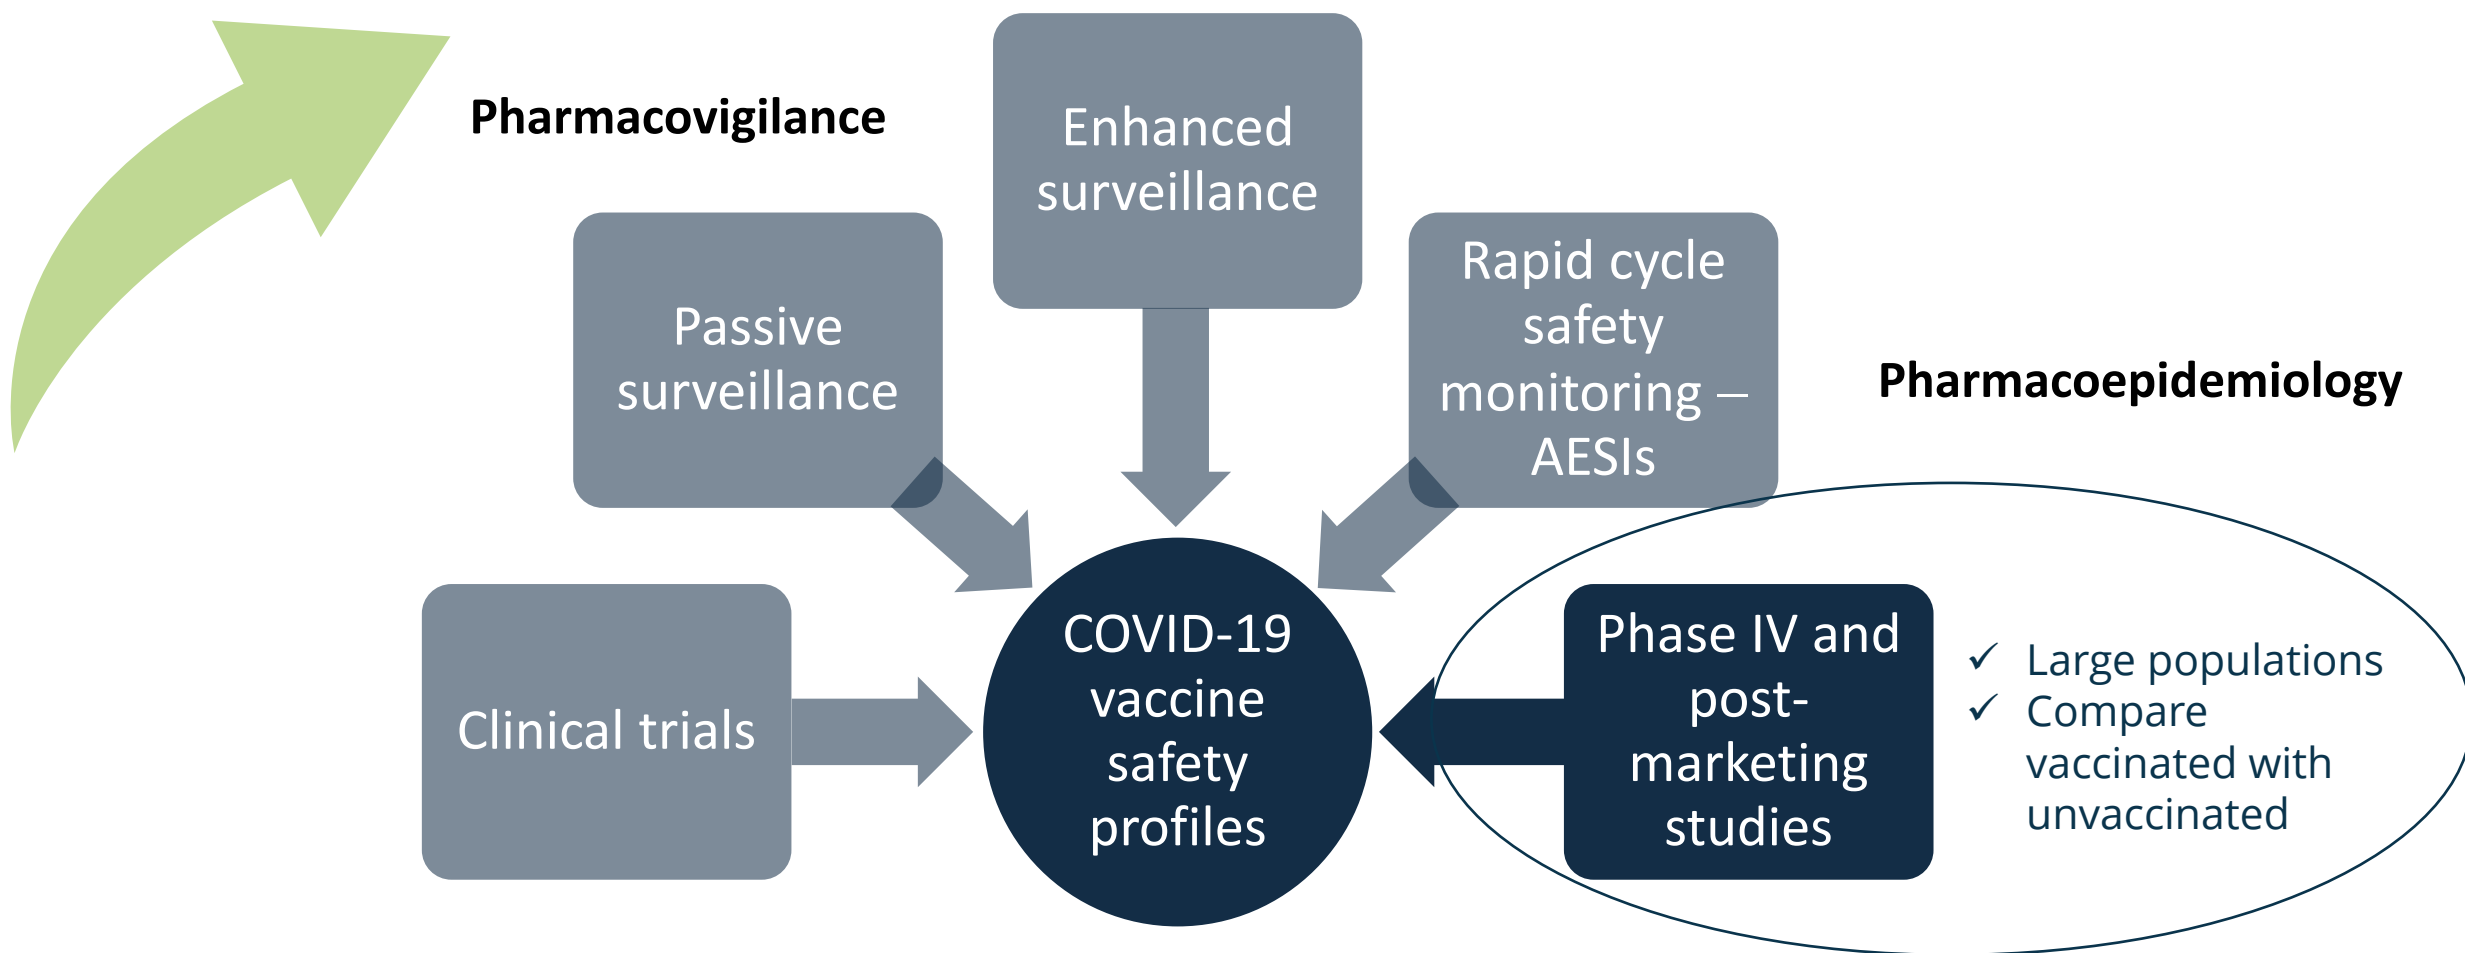 Pharmacovigilance
Enhanced
surveillance
Passive
surveillance
Rapid cycle
safety
monitoring –
AESIs
Pharmacoepidemiology
Clinical trials
COVID-19
vaccine
safety
profiles
Phase IV and
post-
marketing
studies
✓ Large populations
✓ Compare
vaccinated with
unvaccinated